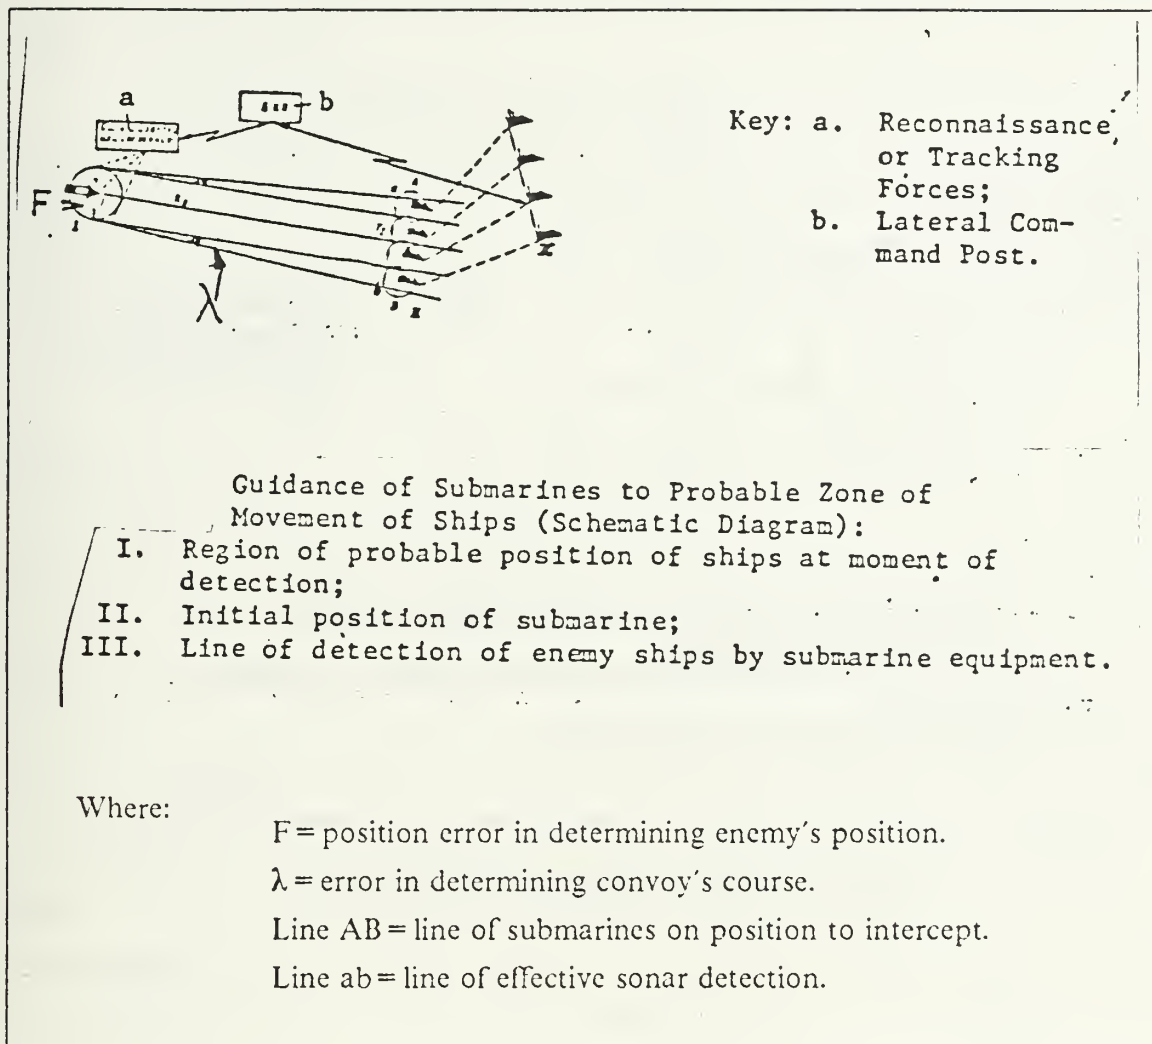 a
b
F
λ
Key: a. Reconnaissance
or Tracking
Forces;
b. Lateral Com-
mand Post.
Guidance of Submarines to Probable Zone of
Movement of Ships (Schematic Diagram):
I. Region of probable position of ships at moment of
detection;
II. Initial position of submarine;
III. Line of detection of enemy ships by submarine equipment.
Where:
F = position error in determining enemy's position.
λ = error in determining convoy's course.
Line AB = line of submarines on position to intercept.
Line ab = line of effective sonar detection.